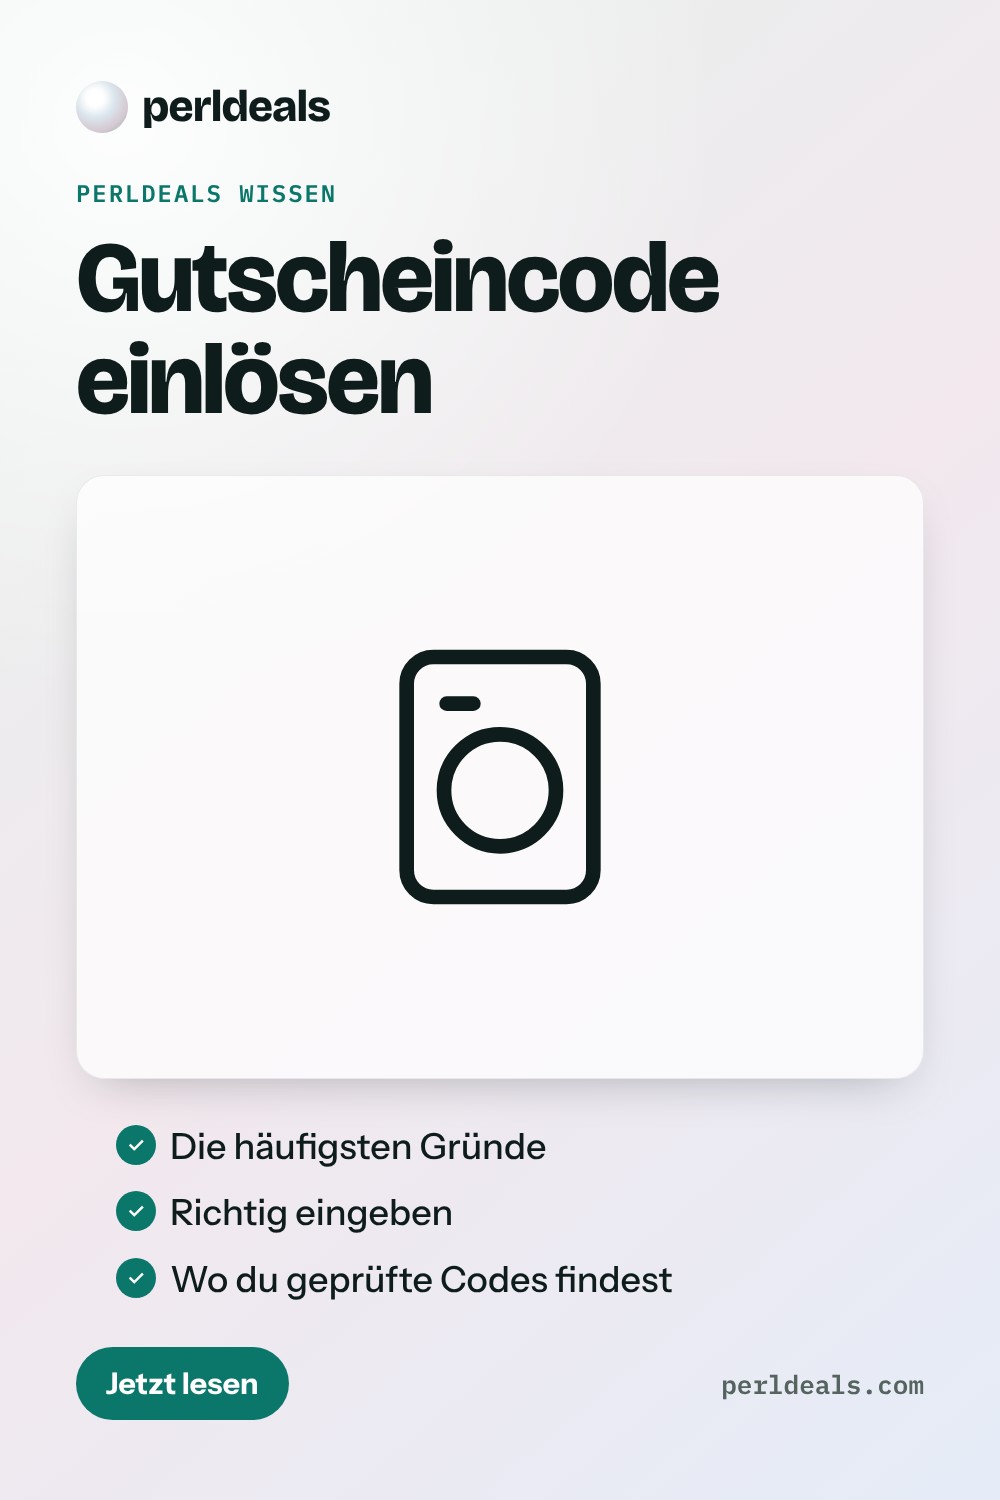 perldeals
PERLDEALS WISSEN
Gutscheincode
einlösen
Die häufigsten Gründe
Richtig eingeben
Wo du geprüfte Codes findest
Jetzt lesen
perldeals.com